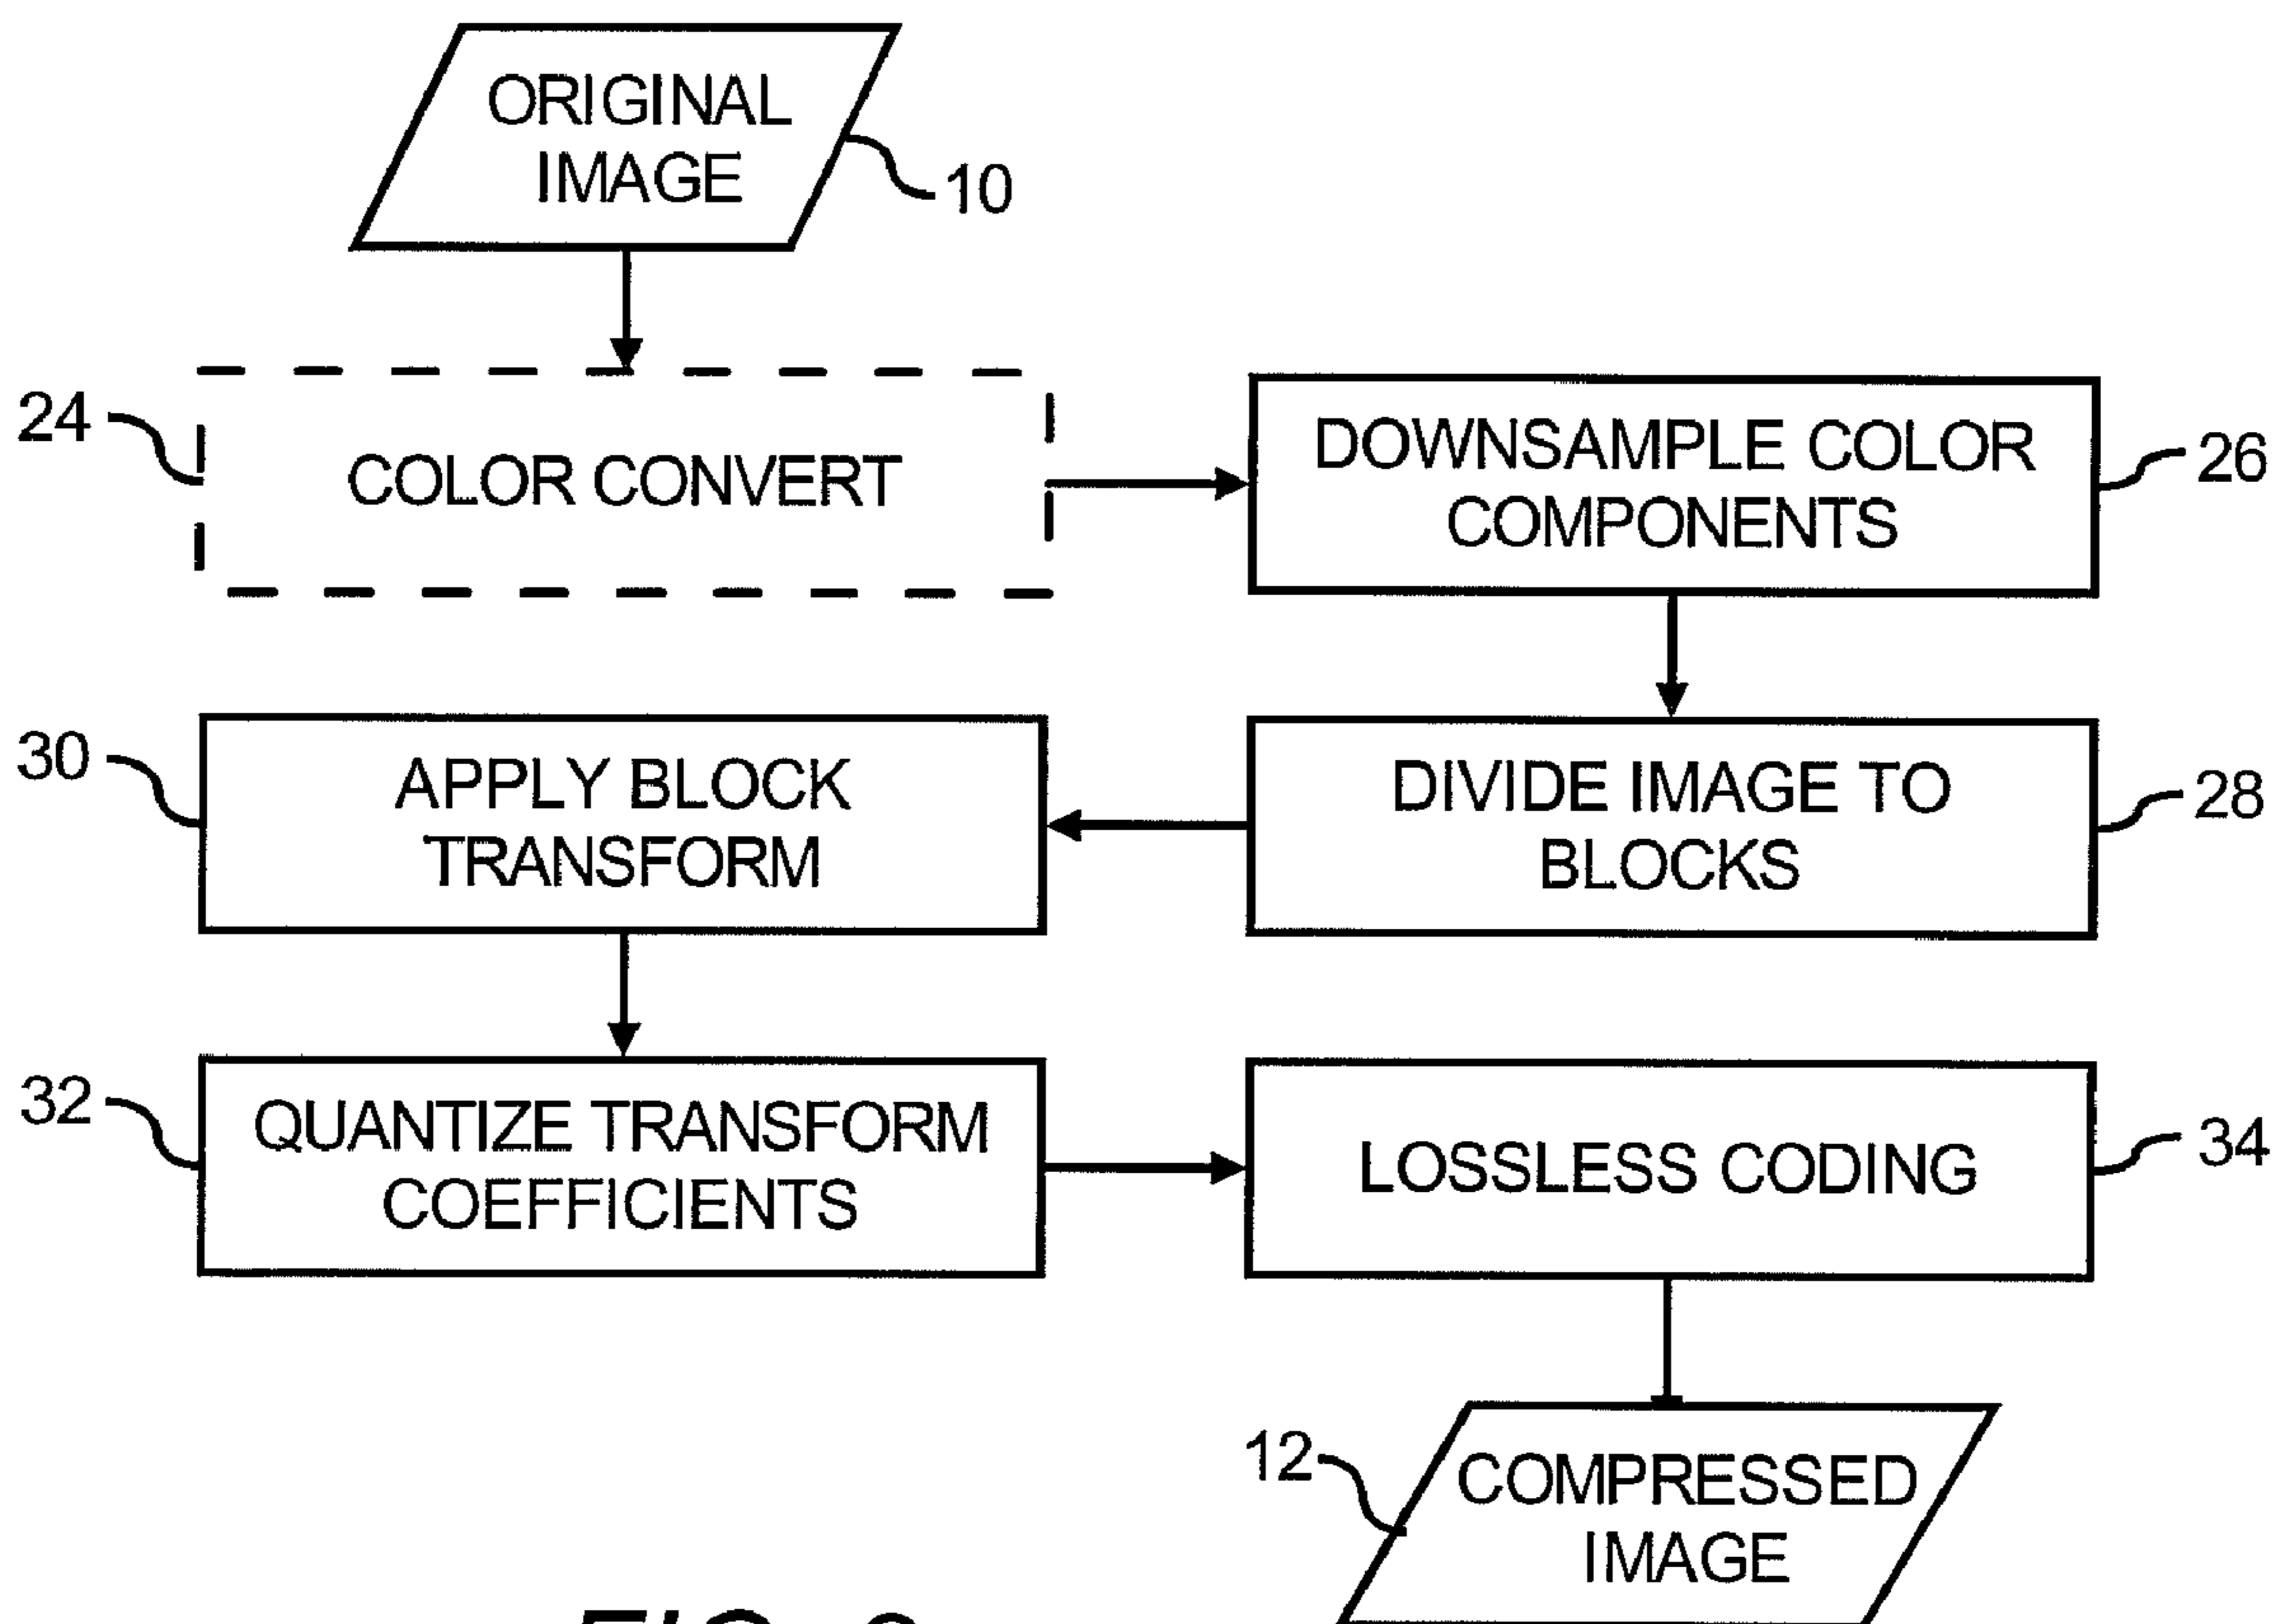 ORIGINAL
IMAGE
10
24
COLOR CONVERT
DOWNSAMPLE COLOR
COMPONENTS
26
30
APPLY BLOCK
TRANSFORM
DIVIDE IMAGE TO
BLOCKS
28
32
QUANTIZE TRANSFORM
COEFFICIENTS
LOSSLESS CODING
34
12
COMPRESSED
IMAGE